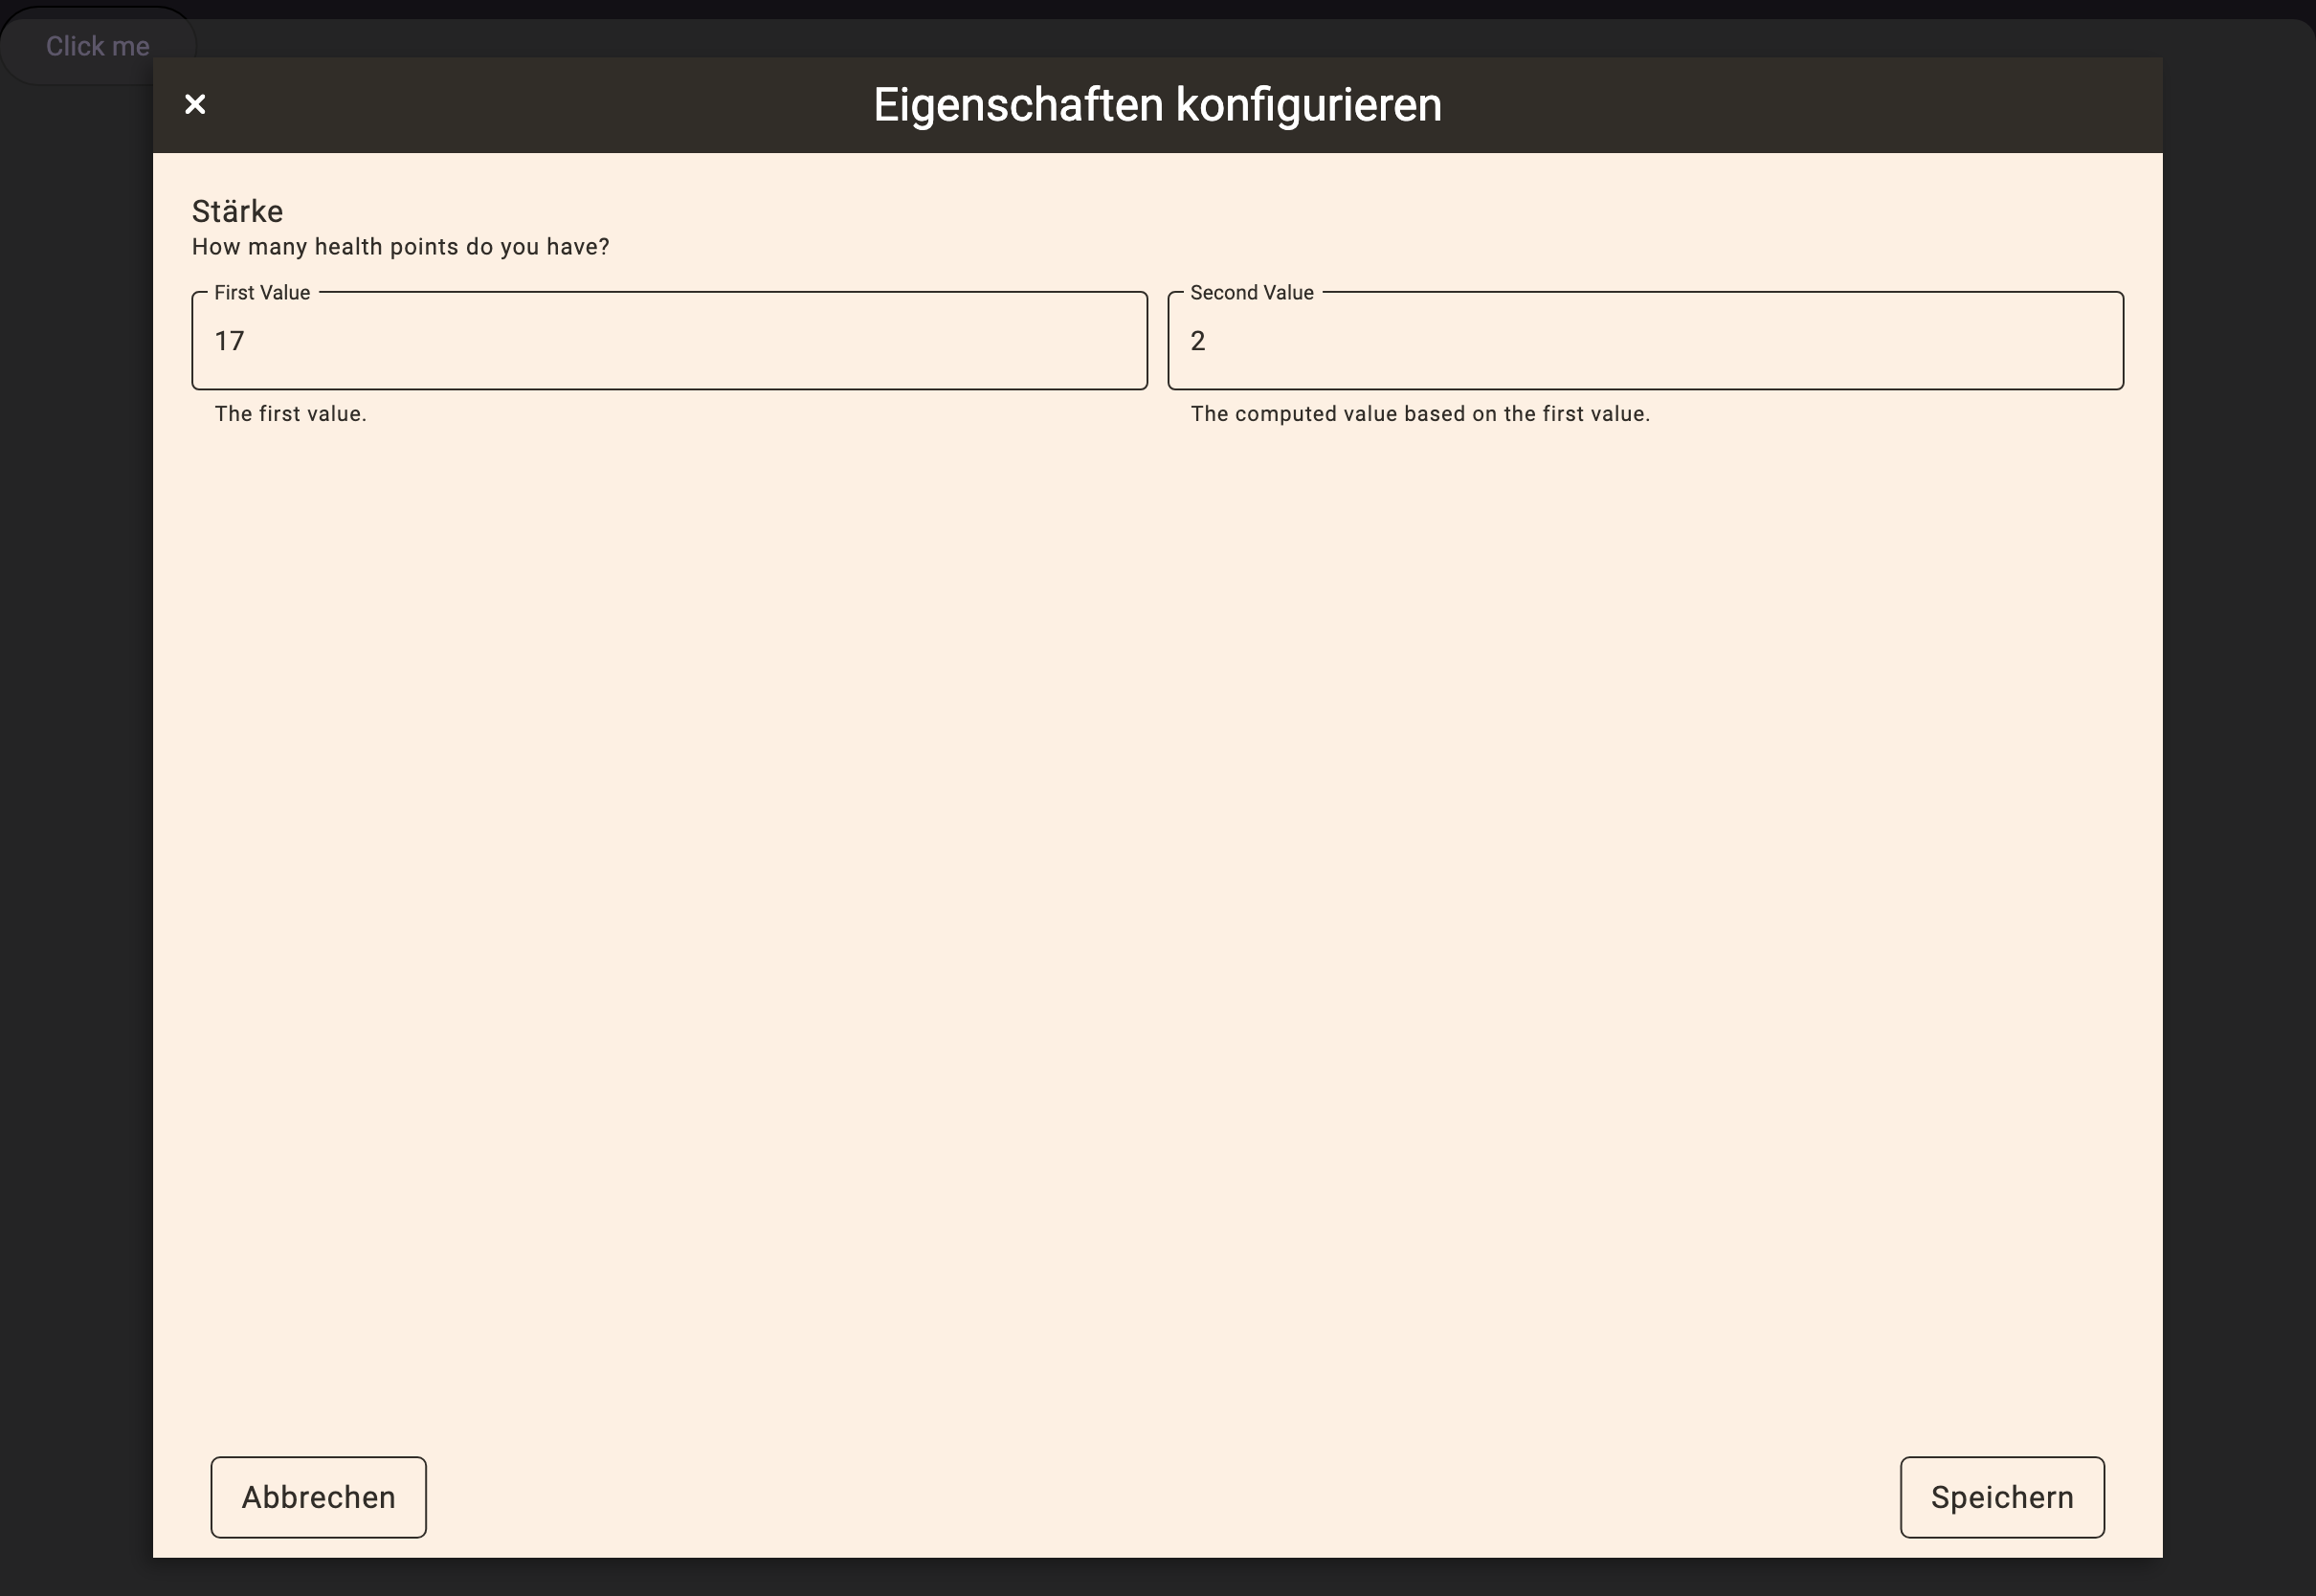 Click me
Eigenschaften konfigurieren
Stärke
How many health points do you have?
First Value
17
The first value.
Second Value
2
The computed value based on the first value.
Abbrechen
Speichern